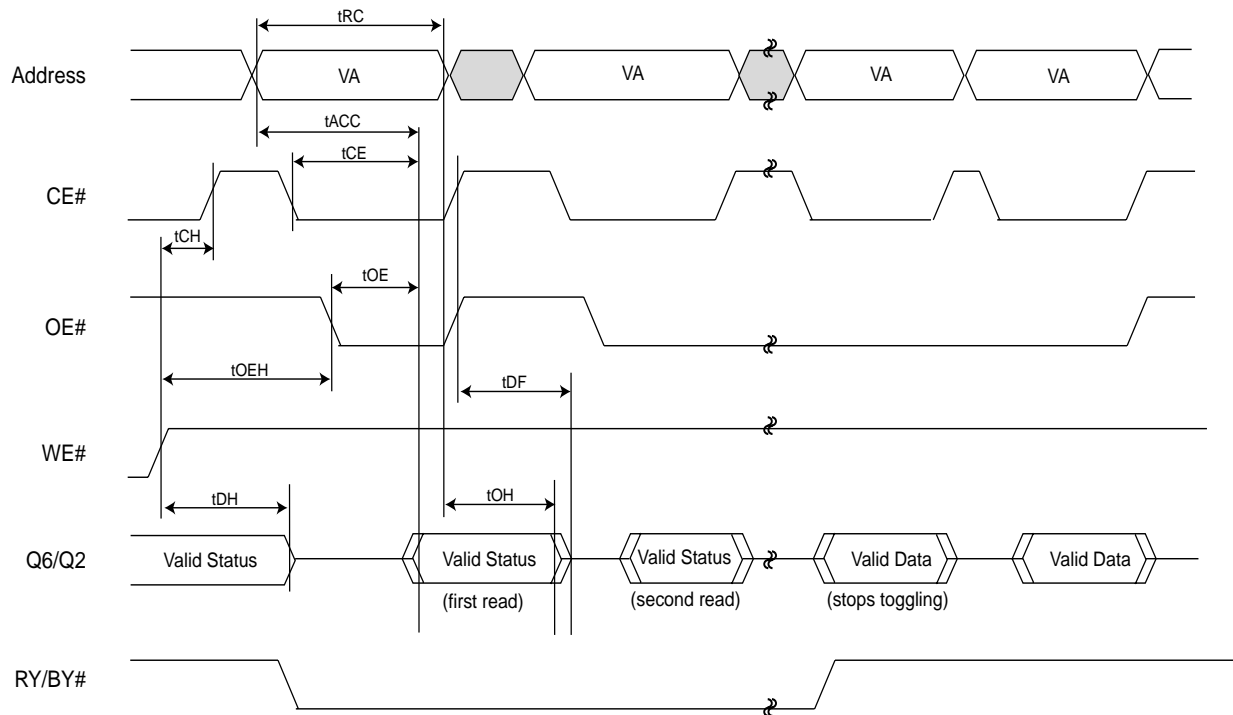 tRC
Address
VA
VA
VA
VA
tACC
tCE
CE#
tCH
tOE
OE#
tOEH
tDF
WE#
tDH
tOH
Q6/Q2
Valid Status
Valid Status
Valid Status
Valid Data
Valid Data
(first read)
(second read)
(stops toggling)
RY/BY#